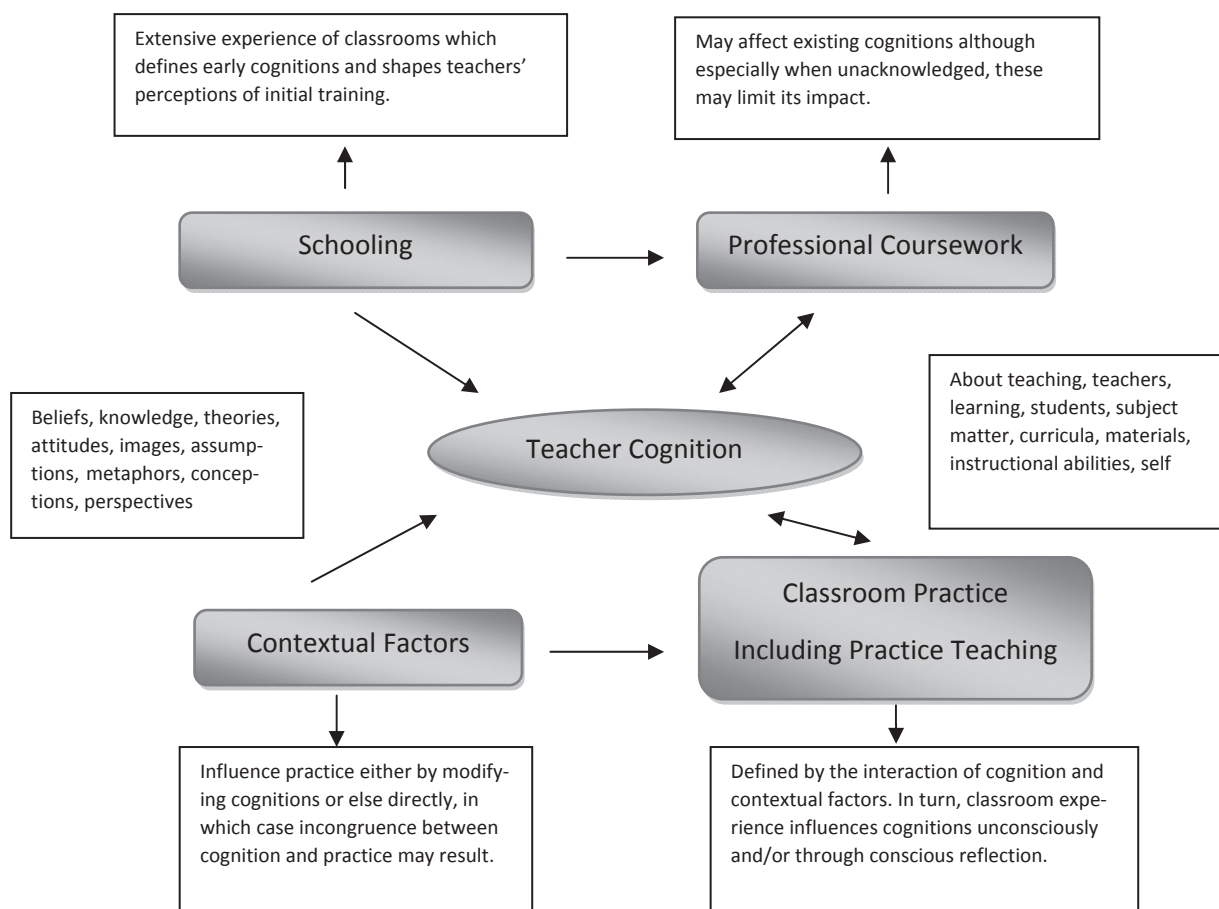 Extensive experience of classrooms which
defines early cognitions and shapes teachers’
perceptions of initial training.
May affect existing cognitions although
especially when unacknowledged, these
may limit its impact.
Schooling
Professional Coursework
Beliefs, knowledge, theories,
attitudes, images, assump-
tions, metaphors, concep-
tions, perspectives
Teacher Cognition
About teaching, teachers,
learning, students, subject
matter, curricula, materials,
instructional abilities, self
Contextual Factors
Classroom Practice
Including Practice Teaching
Influence practice either by modify-
ing cognitions or else directly, in
which case incongruence between
cognition and practice may result.
Defined by the interaction of cognition and
contextual factors. In turn, classroom expe-
rience influences cognitions unconsciously
and/or through conscious reflection.